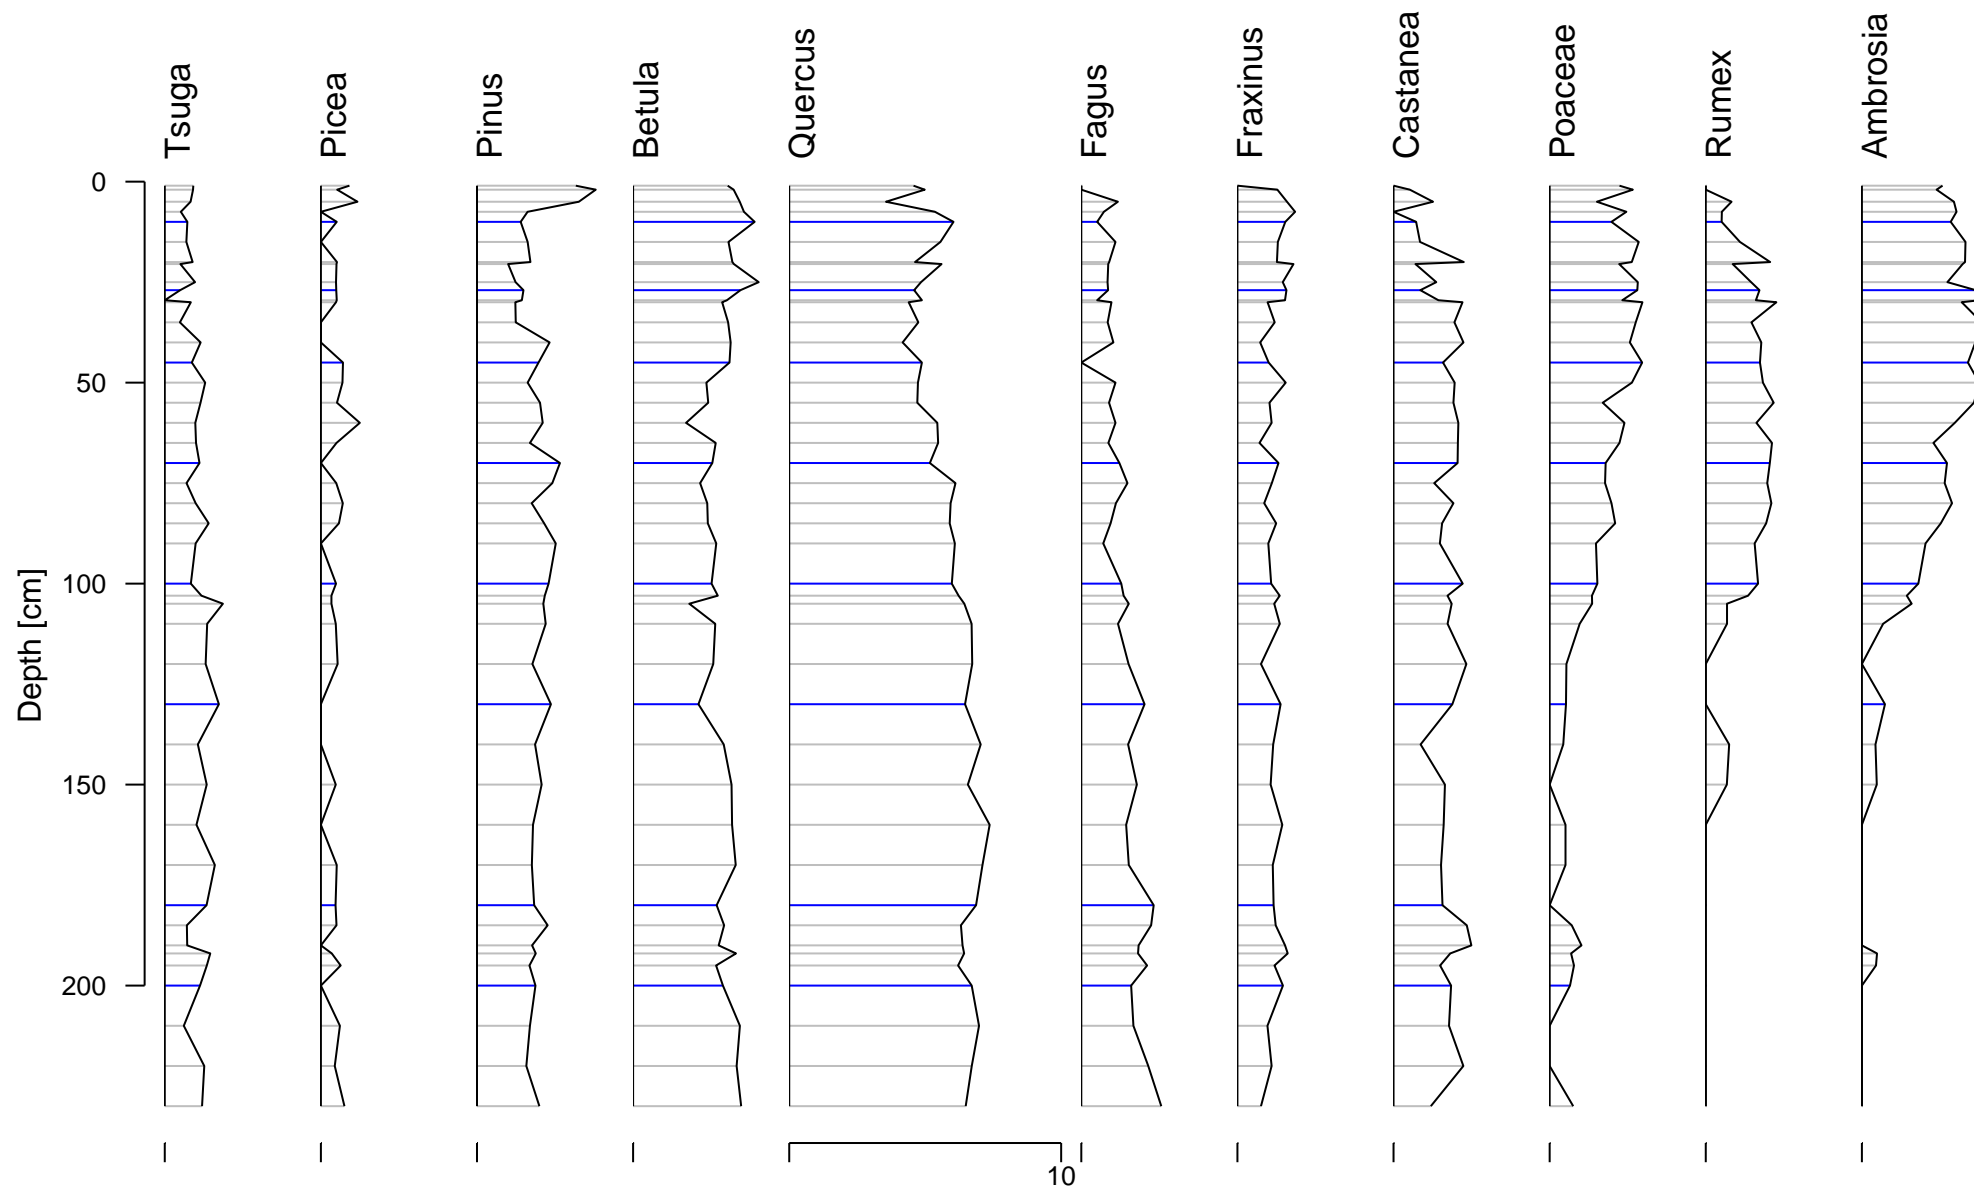 Tsuga
Picea
Pinus
Betula
Quercus
Fagus
Fraxinus
Castanea
Poaceae
Rumex
Ambrosia
0
50
100
150
200
Depth [cm]
10